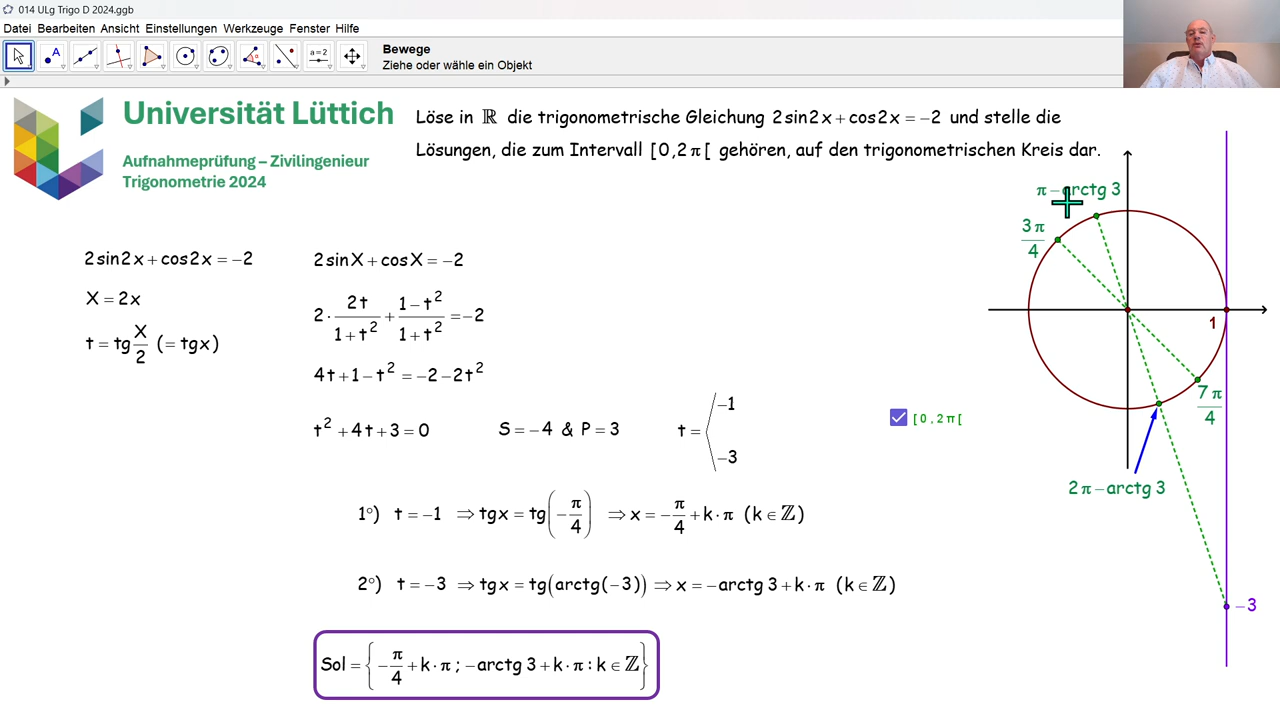 014 ULg Trigo D 2024.ggb
Datei Bearbeiten Ansicht Einstellungen Werkzeuge Fenster Hilfe
A
a=2
Bewege
Ziehe oder wähle ein Objekt
Universität Lüttich
Aufnahmeprüfung – Zivilingenieur
Trigonometrie 2024
Löse in ℝ die trigonometrische Gleichung 2sin2x+cos2x=−2 und stelle die
Lösungen, die zum Intervall [0,2π[ gehören, auf den trigonometrischen Kreis dar.
2sin2x+cos2x=−2
X=2x
t=tg X/2 (=tgx)
2sinX+cosX=−2
2·2t/(1+t²)+(1−t²)/(1+t²)=−2
4t+1−t²=−2−2t²
t²+4t+3=0 S=−4 & P=3 t=
−1
−3
1°) t=−1 ⇒tgx=tg(−π/4) ⇒x=−π/4+k·π (k∈ℤ)
2°) t=−3 ⇒tgx=tg(arctg(−3))⇒x=−arctg3+k·π (k∈ℤ)
Sol={−π/4+k·π;−arctg3+k·π:k∈ℤ}
[0,2π[
π−arctg 3
3π/4
1
7π/4
2π−arctg 3
−3